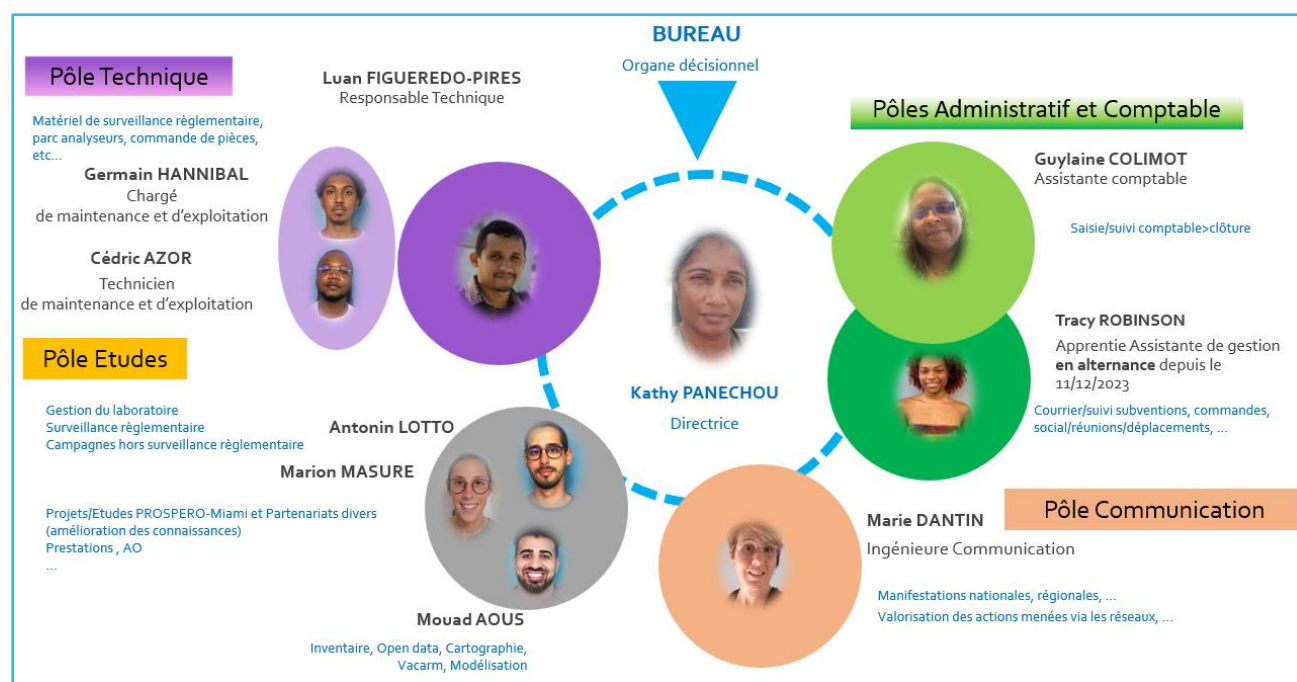 BUREAU
Organe décisionnel
Pôle Technique
Matériel de surveillance règlementaire,
parc analyseurs, commande de pièces,
etc...
Luan FIGUEREDO-PIRES
Responsable Technique
Germain HANNIBAL
Chargé
de maintenance et d'exploitation
Cédric AZOR
Technicien
de maintenance et d'exploitation
Pôles Administratif et Comptable
Guylaine COLIMOT
Assistante comptable
Saisie/suivi comptable>clôture
Tracy ROBINSON
Apprentie Assistante de gestion
en alternance depuis le
11/12/2023
Courrier/suivi subventions, commandes,
social/réunions/déplacements, ...
Kathy PANECHOU
Directrice
Pôle Etudes
Gestion du laboratoire
Surveillance règlementaire
Campagnes hors surveillance règlementaire
Antonin LOTTO
Marion MASURE
Projets/Etudes PROSPERO-Miami et Partenariats divers
(amélioration des connaissances)
Prestations , AO
...
Mouad AOUS
Inventaire, Open data, Cartographie,
Vacarm, Modélisation
Pôle Communication
Marie DANTIN
Ingénieure Communication
Manifestations nationales, régionales, ...
Valorisation des actions menées via les réseaux, ...